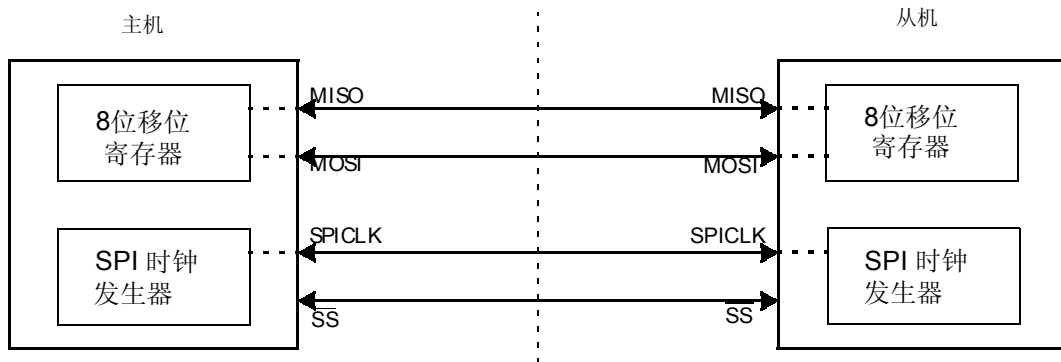 主机
从机
MISO
MISO
8位移位
寄存器
8位移位
寄存器
MOSI
MOSI
SPICLK
SPICLK
SPI 时钟
发生器
SPI 时钟
发生器
SS
SS